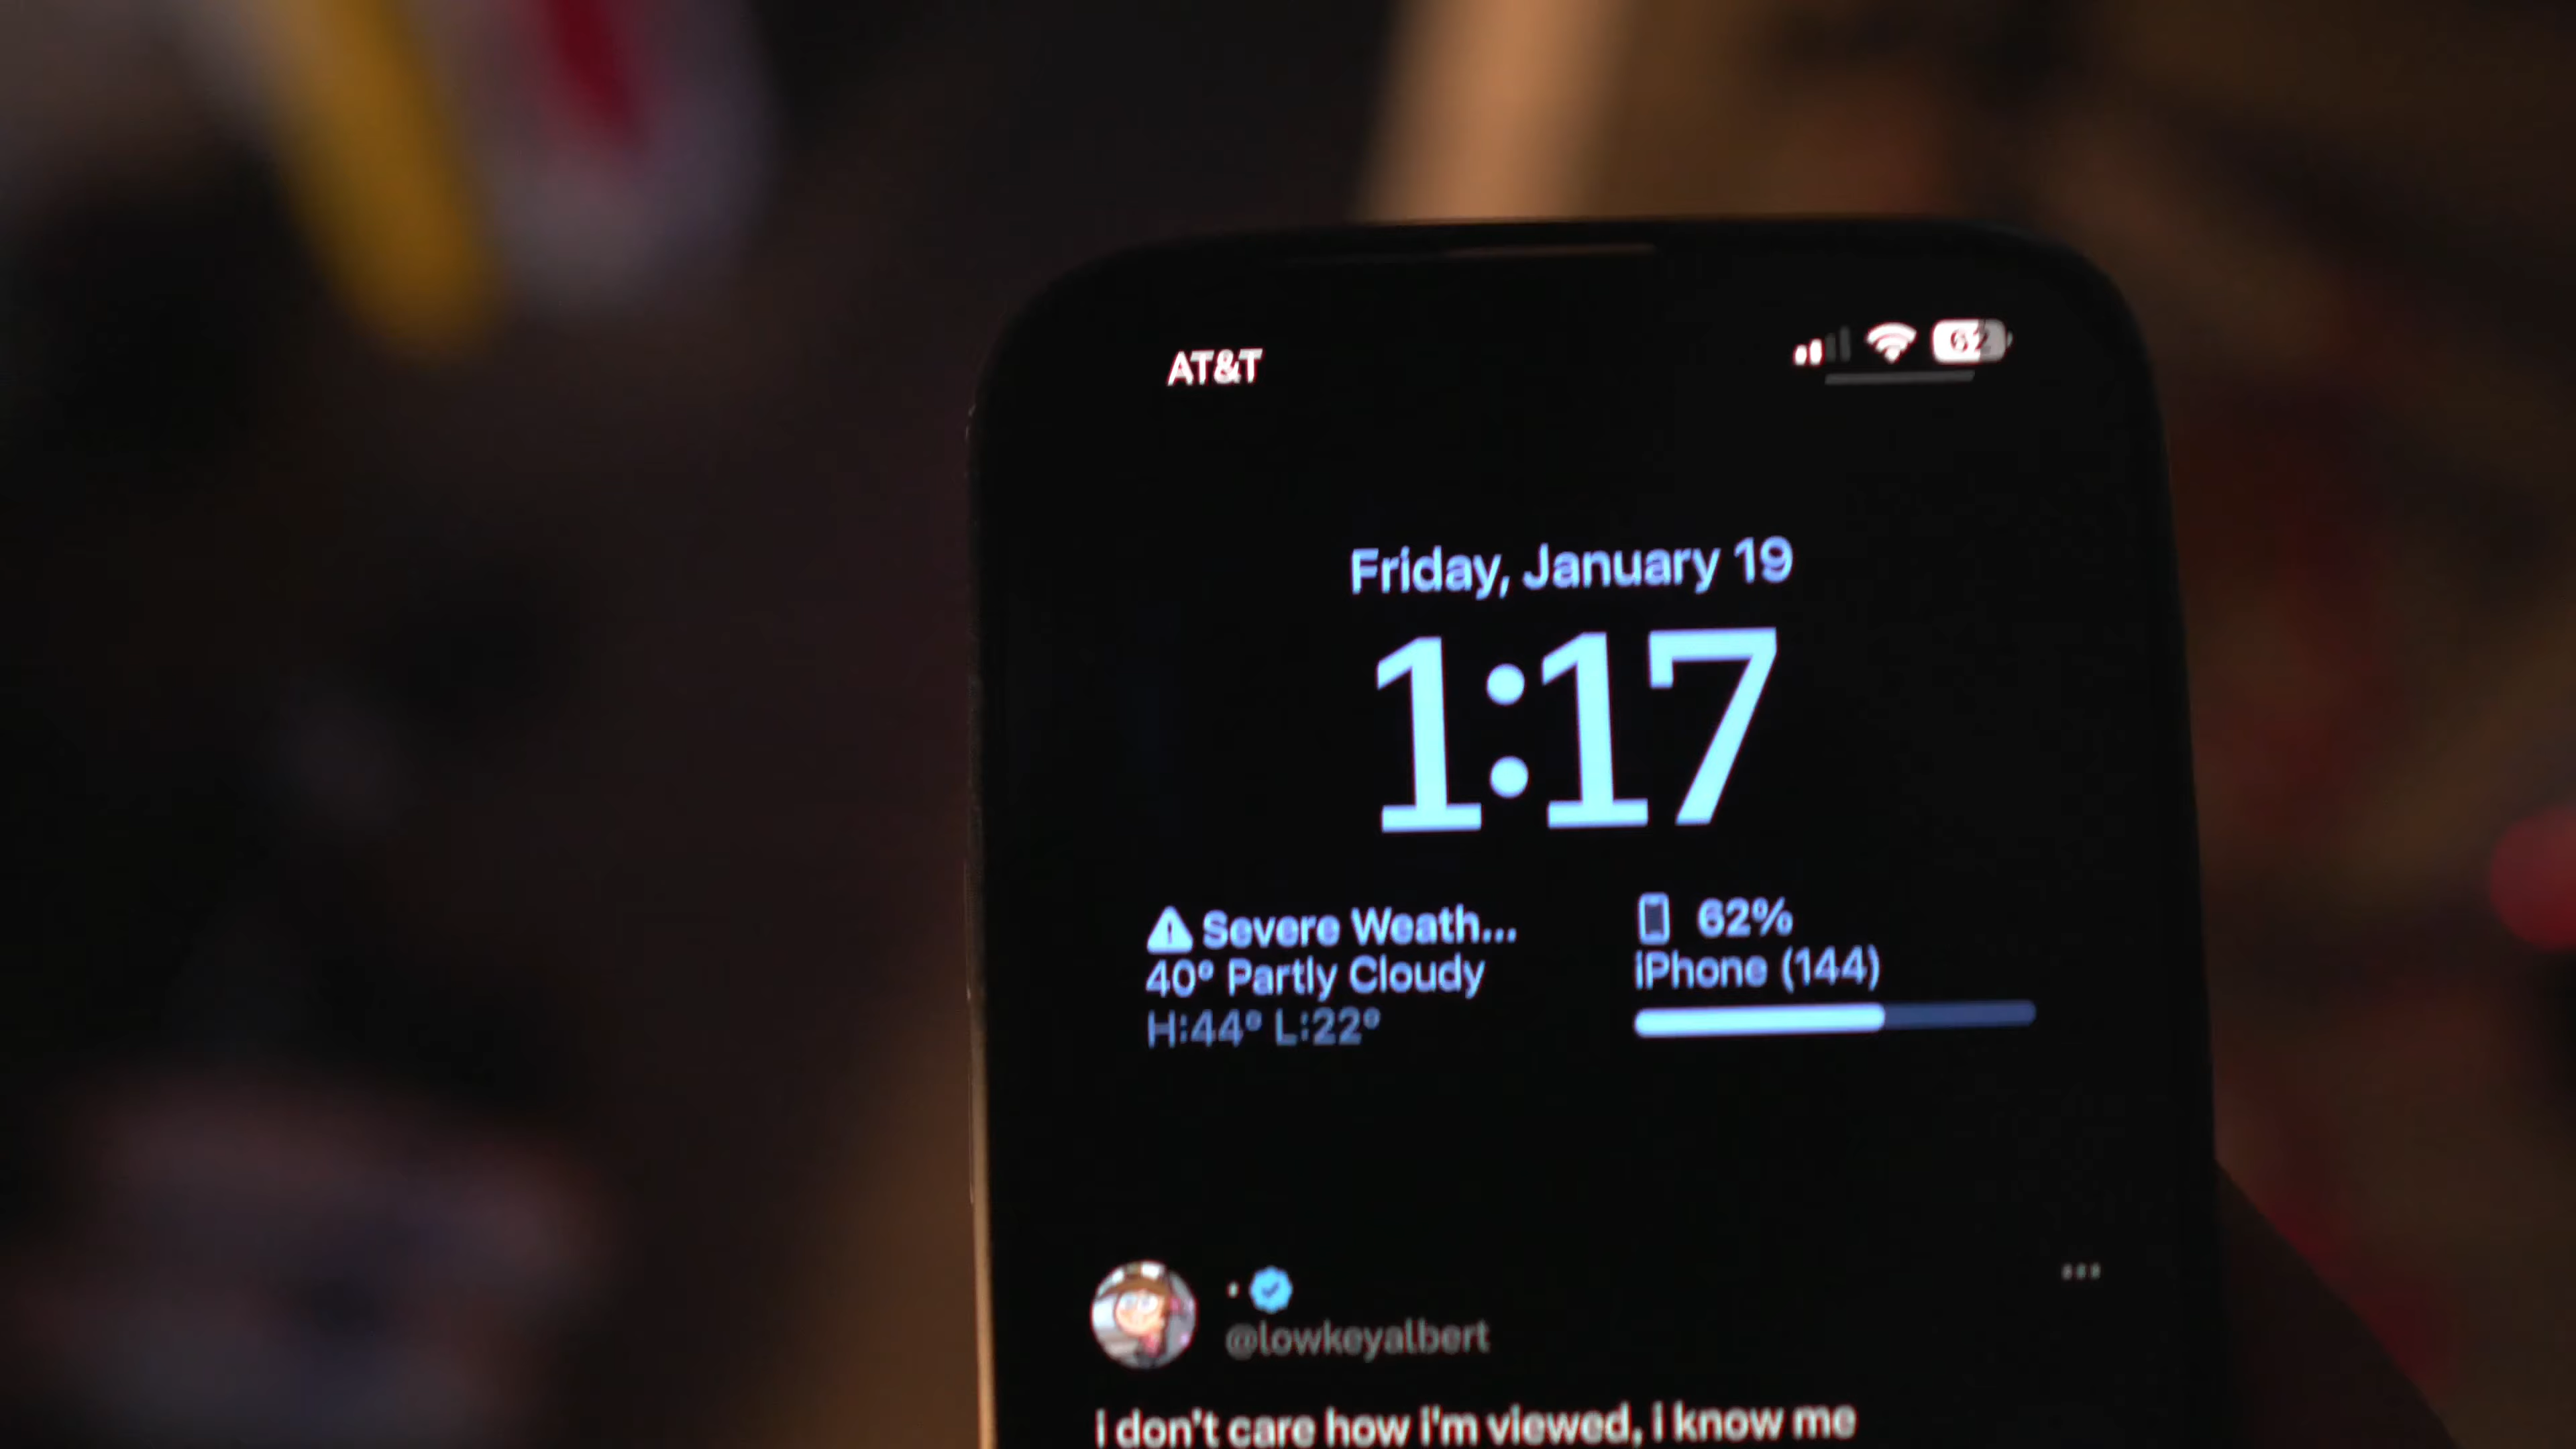 AT&T
62
Friday, January 19
1:17
Severe Weath...
40° Partly Cloudy
H:44° L:22°
62%
iPhone (144)
@lowkeyalbert
i don't care how i'm viewed, i know me